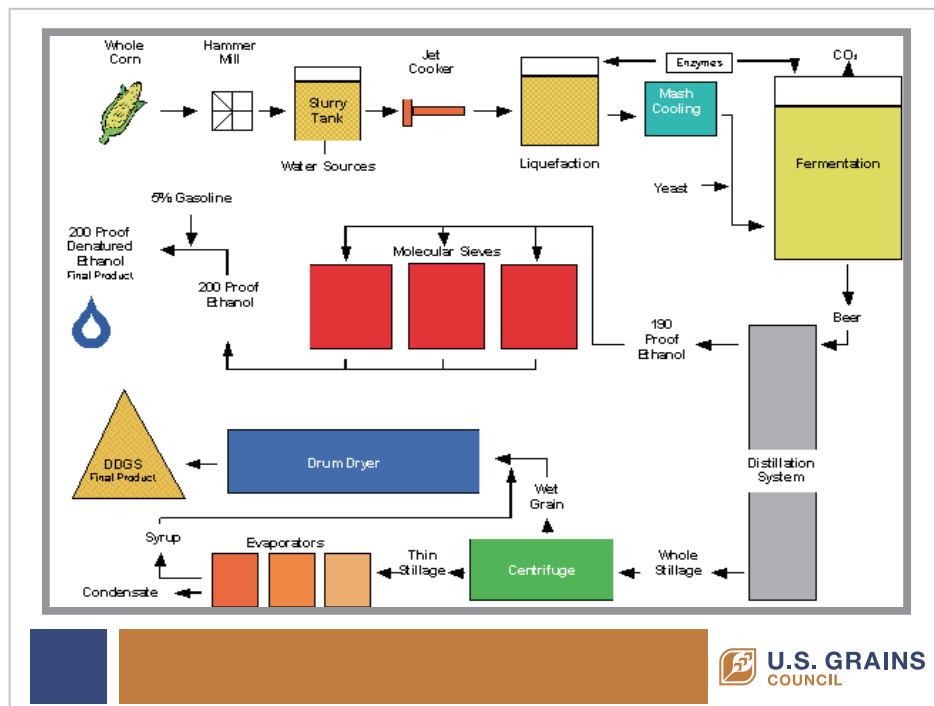 Whole
Corn
Hammer
Mill
Jet
Cooker
Enzymes
CO₂
Slurry
Tank
Mash
Cooling
Water Sources
Liquefaction
Fermentation
Yeast
5% Gasoline
200 Proof
Denatured
Ethanol
Final Product
Molecular Sieves
200 Proof
Ethanol
190
Proof
Ethanol
Beer
Drum Dryer
DDGS
Final Product
Wet
Grain
Distillation
System
Syrup
Evaporators
Thin
Stillage
Centrifuge
Whole
Stillage
Condensate
U.S. GRAINS
COUNCIL